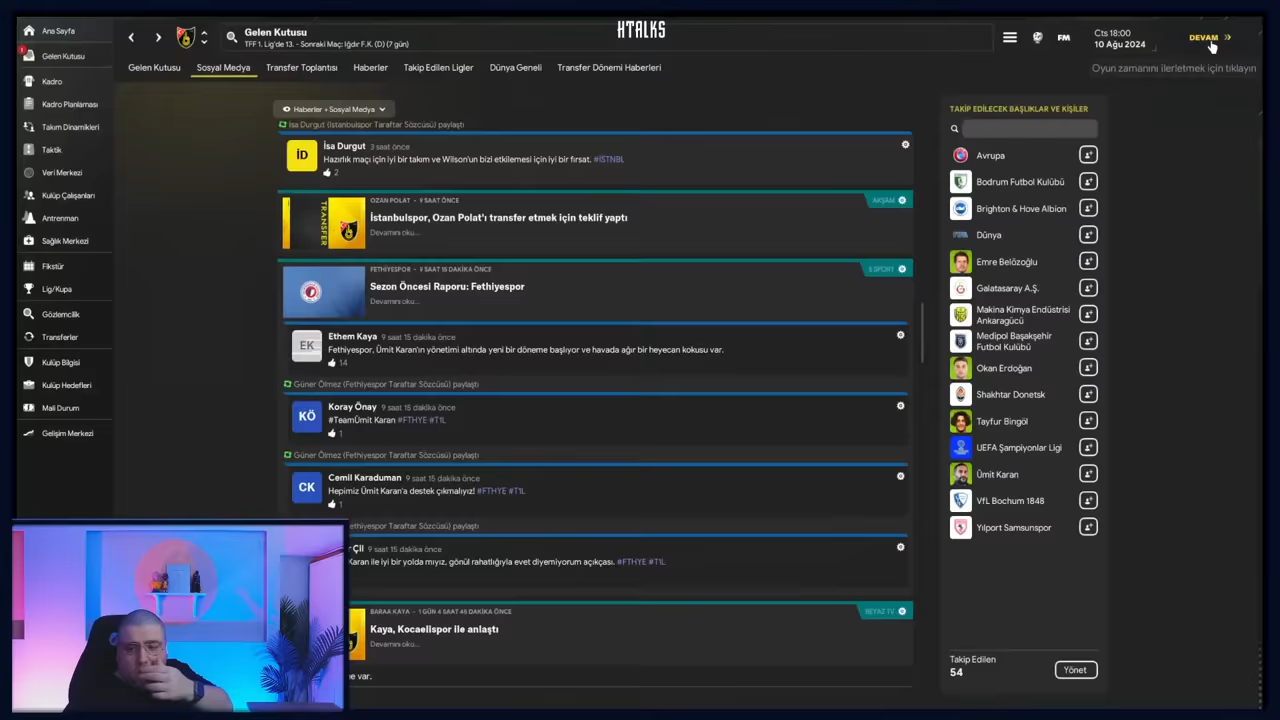 HTALKS
Ana Sayfa
Gelen Kutusu
Kadro
Kadro Planlaması
Takım Dinamikleri
Taktik
Veri Merkezi
Kulüp Çalışanları
Antrenman
Sağlık Merkezi
Fikstür
Lig/Kupa
Gözlemcilik
Transferler
Kulüp Bilgisi
Kulüp Hedefleri
Mali Durum
Gelişim Merkezi
Gelen Kutusu
TFF 1. Lig'de 13. - Sonraki Maç: Iğdır F.K. (D) (7 gün)
FM
Cts 18:00
10 Ağu 2024
DEVAM
Oyun zamanını ilerletmek için tıklayın
Gelen Kutusu
Sosyal Medya
Transfer Toplantısı
Haberler
Takip Edilen Ligler
Dünya Geneli
Transfer Dönemi Haberleri
Haberler + Sosyal Medya
İsa Durgut (İstanbulspor Taraftar Sözcüsü) paylaştı
İD
İsa Durgut 3 saat önce
Hazırlık maçı için iyi bir takım ve Wilson'un bizi etkilemesi için iyi bir fırsat. #İSTNBL
2
TRANSFER
OZAN POLAT - 9 SAAT ÖNCE
AKŞAM
İstanbulspor, Ozan Polat'ı transfer etmek için teklif yaptı
Devamını oku...
FETHİYESPOR - 9 SAAT 15 DAKİKA ÖNCE
S SPORT
Sezon Öncesi Raporu: Fethiyespor
Devamını oku...
EK
Ethem Kaya 9 saat 15 dakika önce
Fethiyespor, Ümit Karan'ın yönetimi altında yeni bir döneme başlıyor ve havada ağır bir heyecan kokusu var.
14
Güner Ölmez (Fethiyespor Taraftar Sözcüsü) paylaştı
KÖ
Koray Önay 9 saat 15 dakika önce
#TeamÜmit Karan #FTHYE #T1L
1
Güner Ölmez (Fethiyespor Taraftar Sözcüsü) paylaştı
CK
Cemil Karaduman 9 saat 15 dakika önce
Hepimiz Ümit Karan'a destek çıkmalıyız! #FTHYE #T1L
1
(Fethiyespor Taraftar Sözcüsü) paylaştı
Çil 9 saat 15 dakika önce
Karan ile iyi bir yolda mıyız, gönül rahatlığıyla evet diyemiyorum açıkçası. #FTHYE #T1L
BARAA KAYA - 1 GÜN 4 SAAT 45 DAKİKA ÖNCE
BEYAZ TV
Kaya, Kocaelispor ile anlaştı
Devamını oku...
var.
TAKİP EDİLECEK BAŞLIKLAR VE KİŞİLER
Avrupa
Bodrum Futbol Kulübü
Brighton & Hove Albion
Dünya
Emre Belözoğlu
Galatasaray A.Ş.
Makina Kimya Endüstrisi
Ankaragücü
Medipol Başakşehir
Futbol Kulübü
Okan Erdoğan
Shakhtar Donetsk
Tayfur Bingöl
UEFA Şampiyonlar Ligi
Ümit Karan
VfL Bochum 1848
Yılport Samsunspor
Takip Edilen
54
Yönet